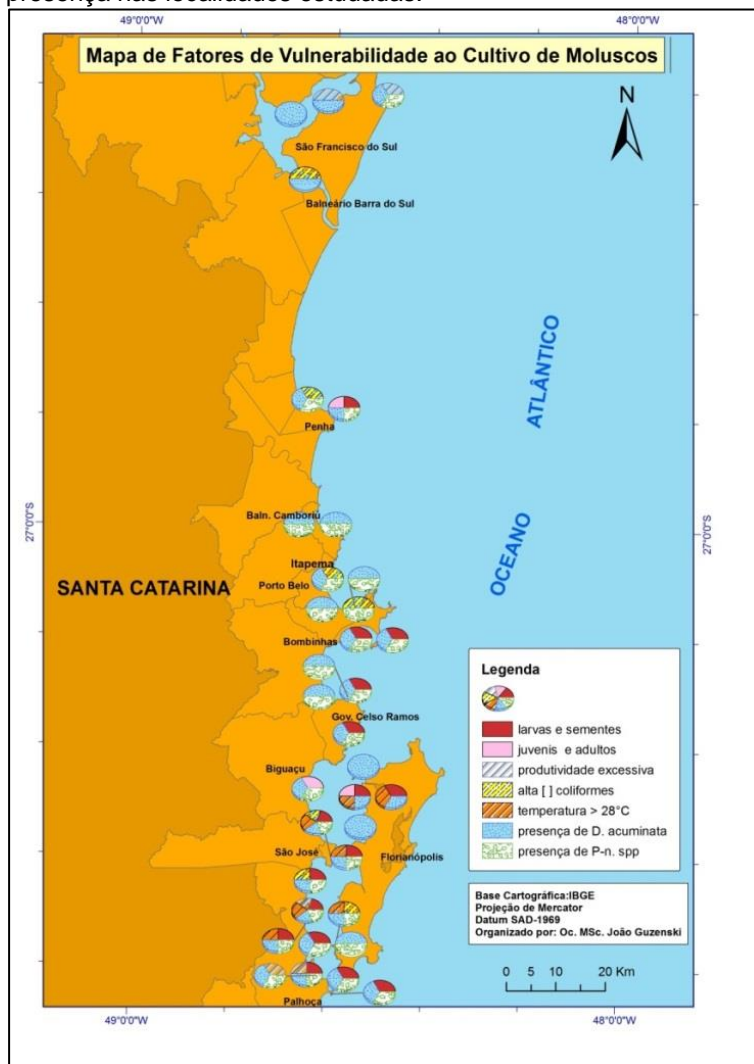 presença nas localidades estudadas.
49°0'0"W
48°0'0"W
Mapa de Fatores de Vulnerabilidade ao Cultivo de Moluscos
N
São Francisco do Sul
Balneário Barra do Sul
ATLÂNTICO
Penha
27°0'0"S
Baln. Camboriú
27°0'0"S
OCEANO
Itapema
SANTA CATARINA
Porto Belo
Bombinhas
Legenda
larvas e sementes
juvenis e adultos
produtividade excessiva
alta [ ] coliformes
temperatura > 28°C
presença de D. acuminata
presença de P-n. spp
Gov. Celso Ramos
Biguaçu
São José
Florianópolis
Base Cartográfica:IBGE
Projeção de Mercator
Datum SAD-1969
Organizado por: Oc. MSc. João Guzenski
0 5 10 20 Km
Palhoça
49°0'0"W
48°0'0"W